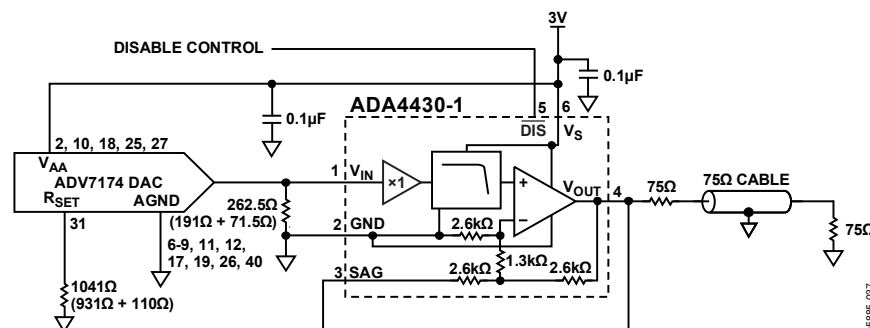 3V
DISABLE CONTROL
0.1µF
0.1µF
ADA4430-1
5 6
DIS VS
2, 10, 18, 25, 27
VAA
ADV7174 DAC
RSET AGND
31
1 VIN
×1
+
−
VOUT 4
75Ω
75Ω CABLE
75Ω
262.5Ω
(191Ω + 71.5Ω)
2 GND
2.6kΩ
1.3kΩ
6-9, 11, 12,
17, 19, 26, 40
3 SAG
2.6kΩ
2.6kΩ
1041Ω
(931Ω + 110Ω)